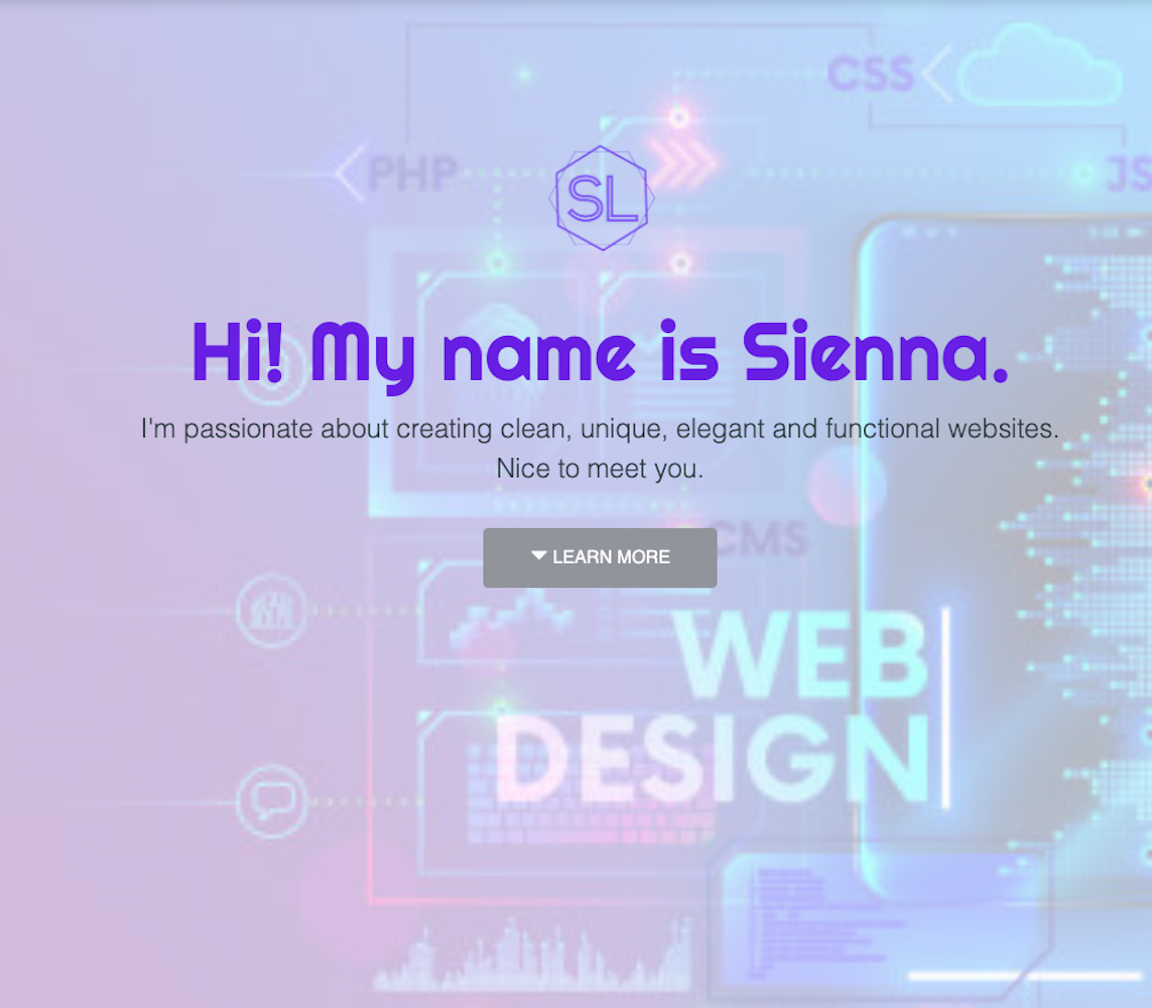 CSS
PHP
JS
SL
Hi! My name is Sienna.
I'm passionate about creating clean, unique, elegant and functional websites.
Nice to meet you.
CMS
LEARN MORE
WEB
DESIGN